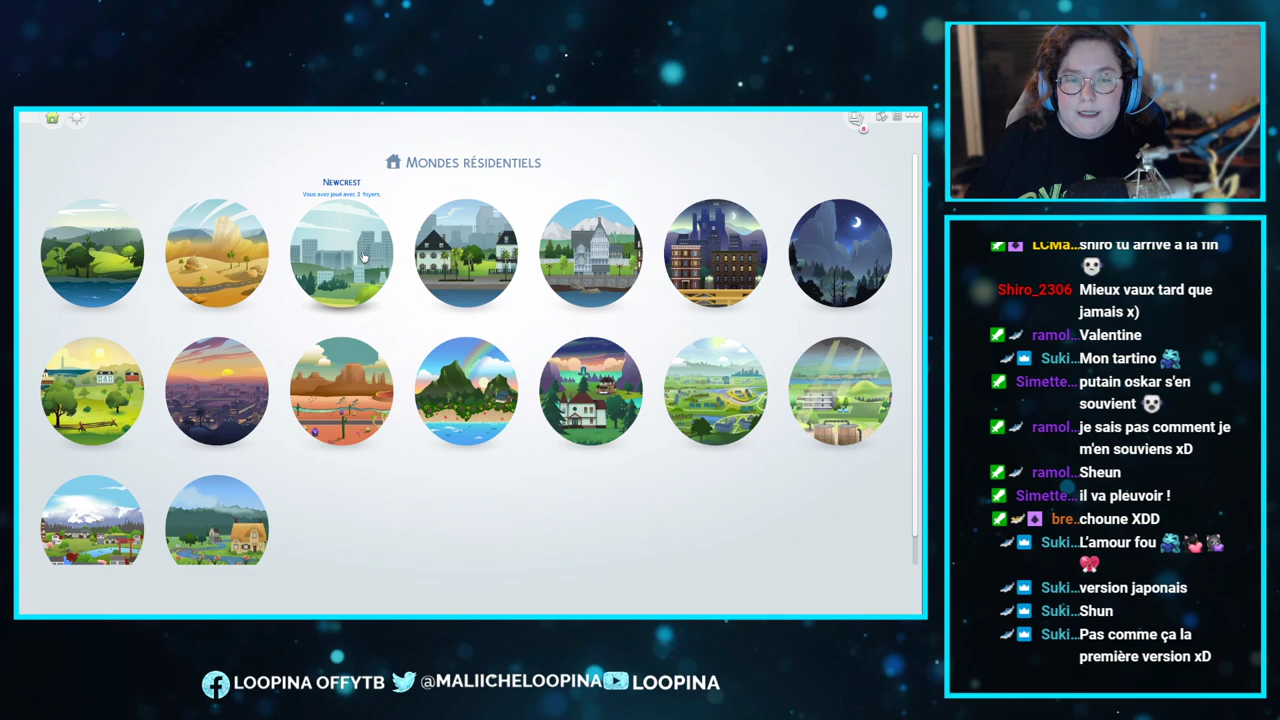 MONDES RÉSIDENTIELS
NEWCREST
Vous avez joué avec 3 foyers.
LCMa... shiro tu arrive a la fin
Shiro_2306 Mieux vaux tard que
jamais x)
ramol... Valentine
Suki... Mon tartino
Simette... putain oskar s'en
souvient
ramol... je sais pas comment je
m'en souviens xD
ramol... Sheun
Simette... il va pleuvoir !
bre... choune XDD
Suki... L'amour fou
Suki... version japonais
Suki... Shun
Suki... Pas comme ça la
première version xD
LOOPINA OFFYTB @MALIICHELOOPINA LOOPINA